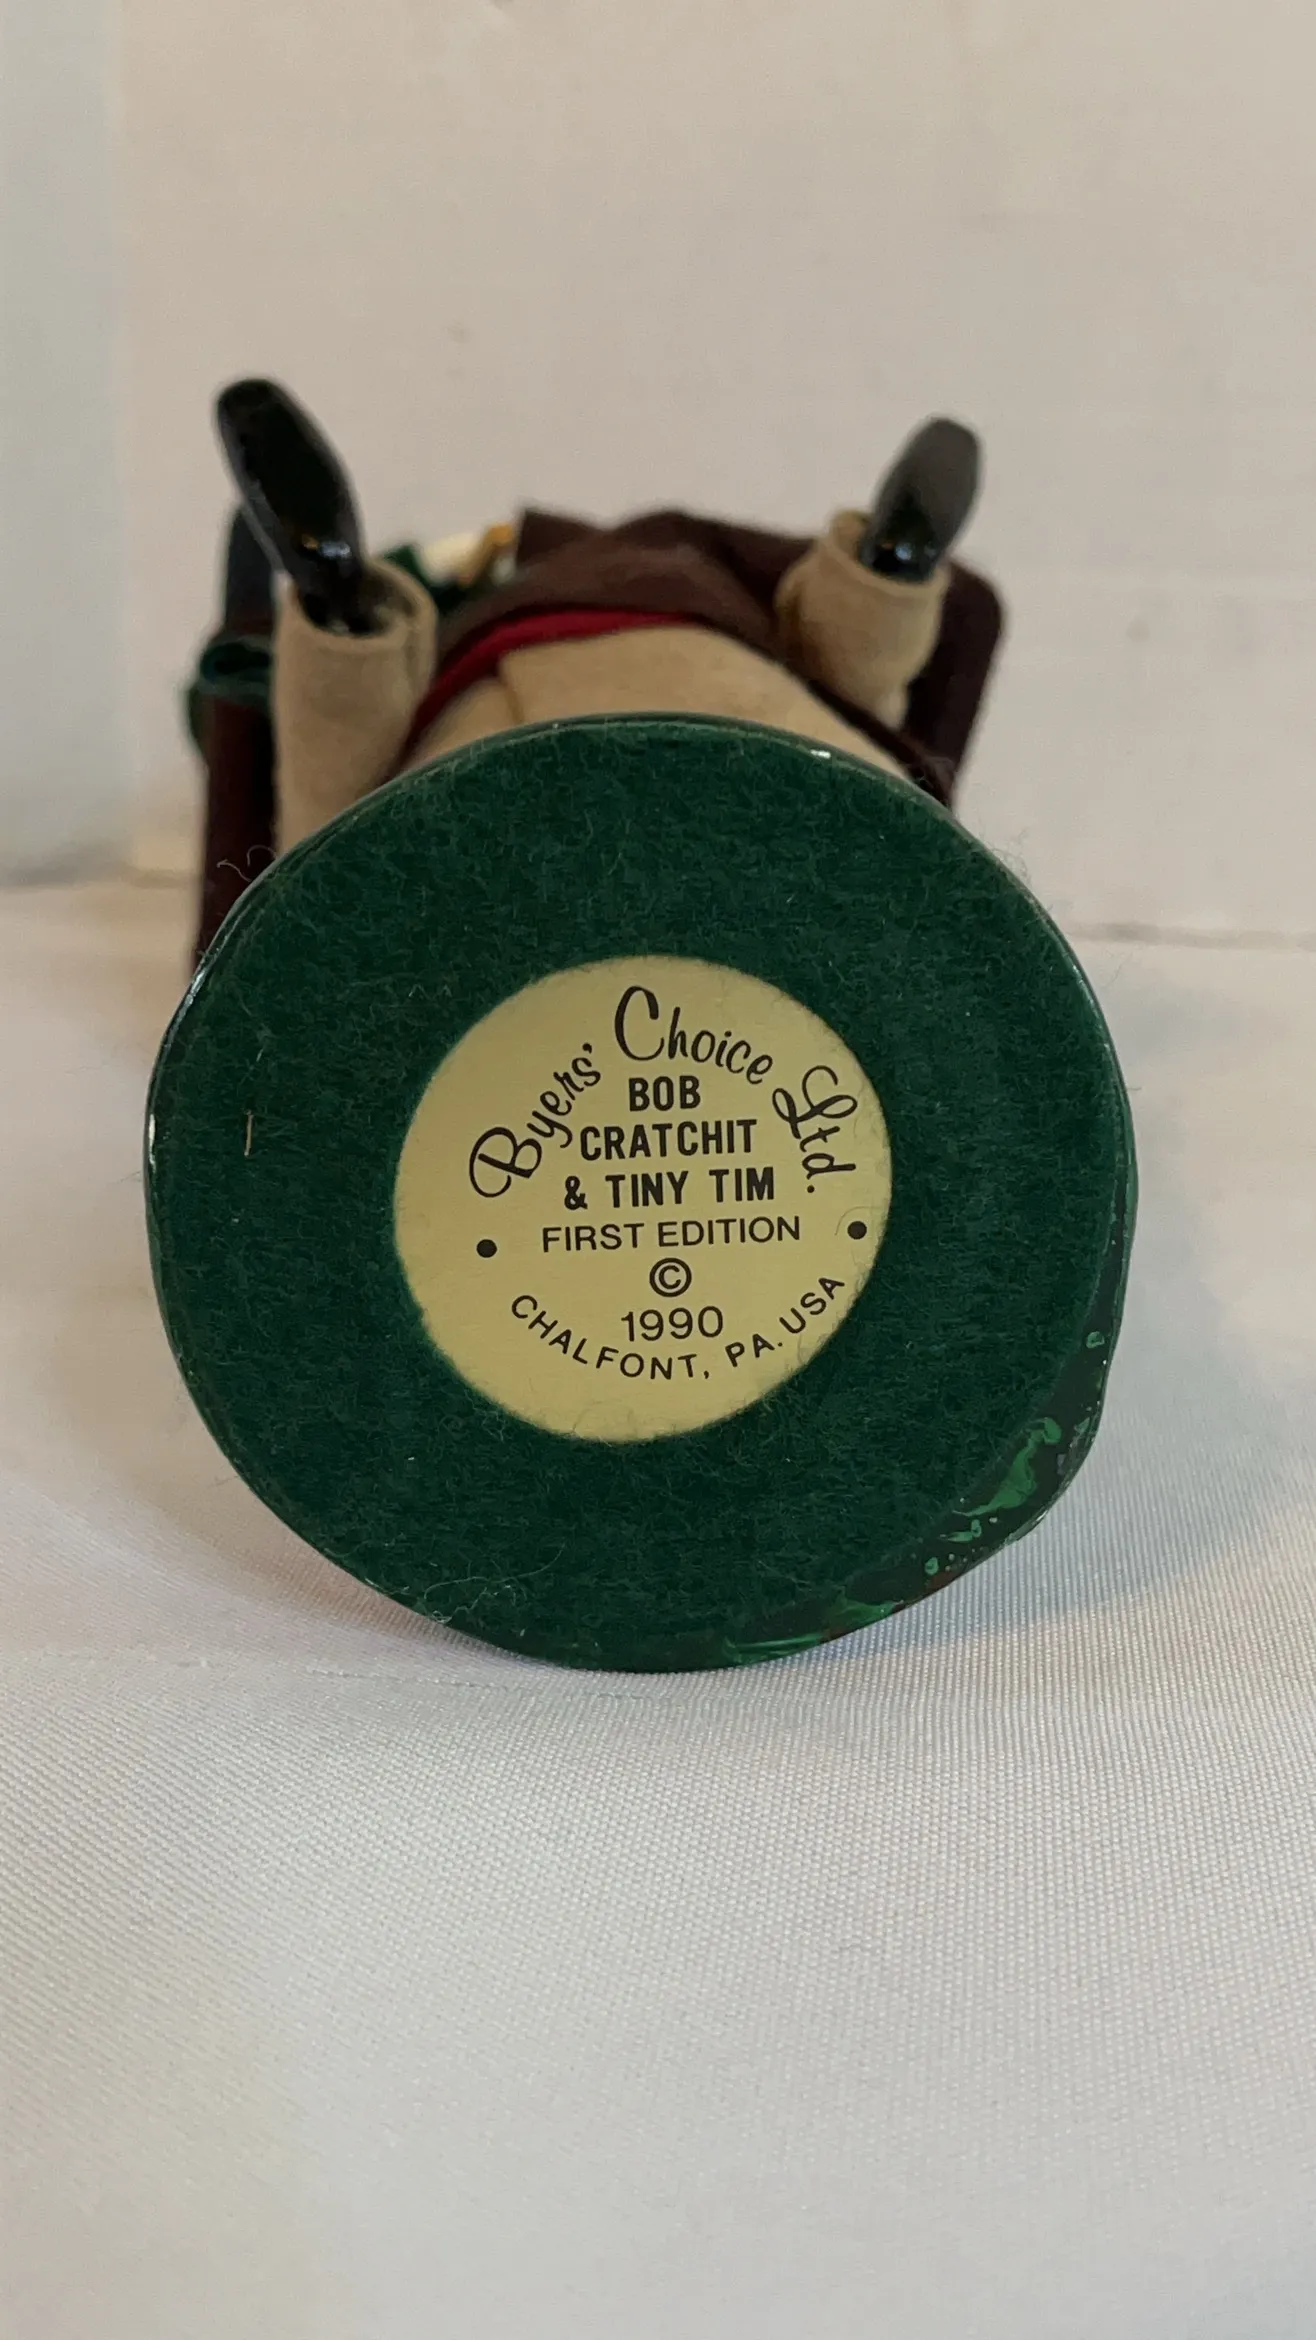 Byers' Choice Ltd.
BOB
CRATCHIT
& TINY TIM
• FIRST EDITION •
©
1990
CHALFONT, PA. USA